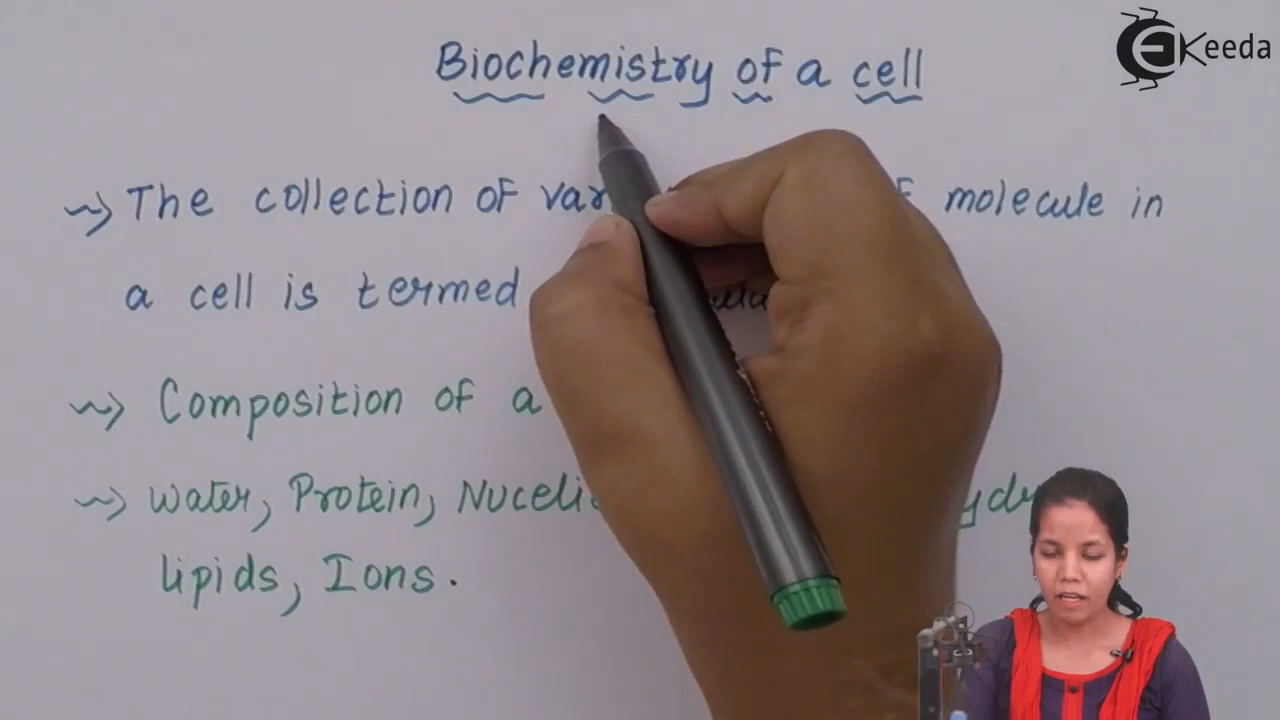 Ekeeda
Biochemistry of a cell
⇝ The collection of var molecule in
a cell is termed
⇝ Composition of a
⇝ Water, Protein, Nuceli
lipids, Ions.